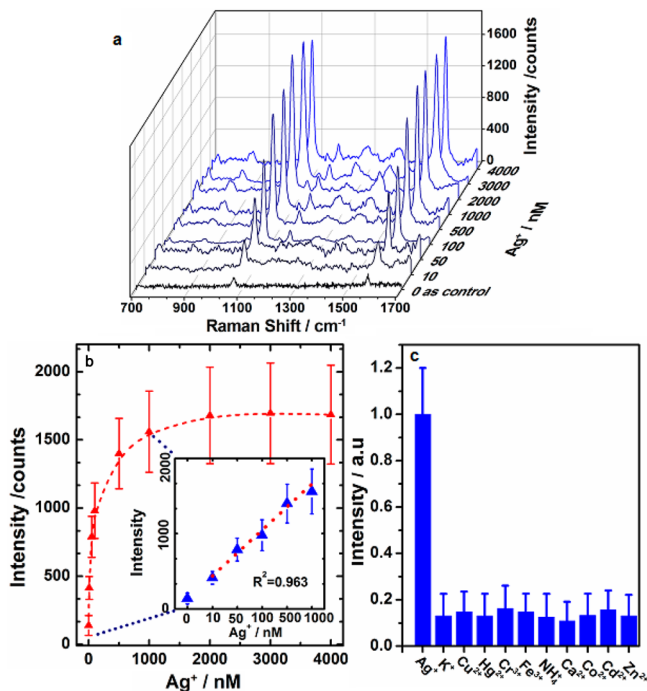 a
1600
1200
800
400
0
Intensity /counts
4000
3000
2000
1000
500
100
50
10
0 as control
Ag⁺ / nM
700 900 1100 1300 1500 1700
Raman Shift / cm⁻¹
b
2000
1500
1000
500
0
Intensity /counts
0 1000 2000 3000 4000
Ag⁺ / nM
2000
1000
0
Intensity
R²=0.963
0 10 50 100 500 1000
Ag⁺ / nM
c
1.2
1.0
0.8
0.6
0.4
0.2
0.0
Intensity / a.u
Ag⁺ K⁺ Cu²⁺ Hg²⁺ Cr³⁺ Fe³⁺ NH₄⁺ Ca²⁺ Co²⁺ Cd²⁺ Zn²⁺